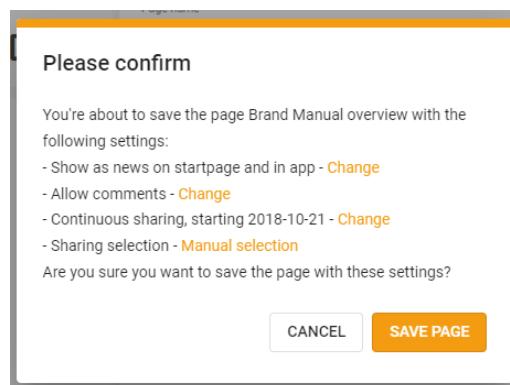 Page name
Please confirm
You're about to save the page Brand Manual overview with the
following settings:
- Show as news on startpage and in app - Change
- Allow comments - Change
- Continuous sharing, starting 2018-10-21 - Change
- Sharing selection - Manual selection
Are you sure you want to save the page with these settings?
CANCEL SAVE PAGE